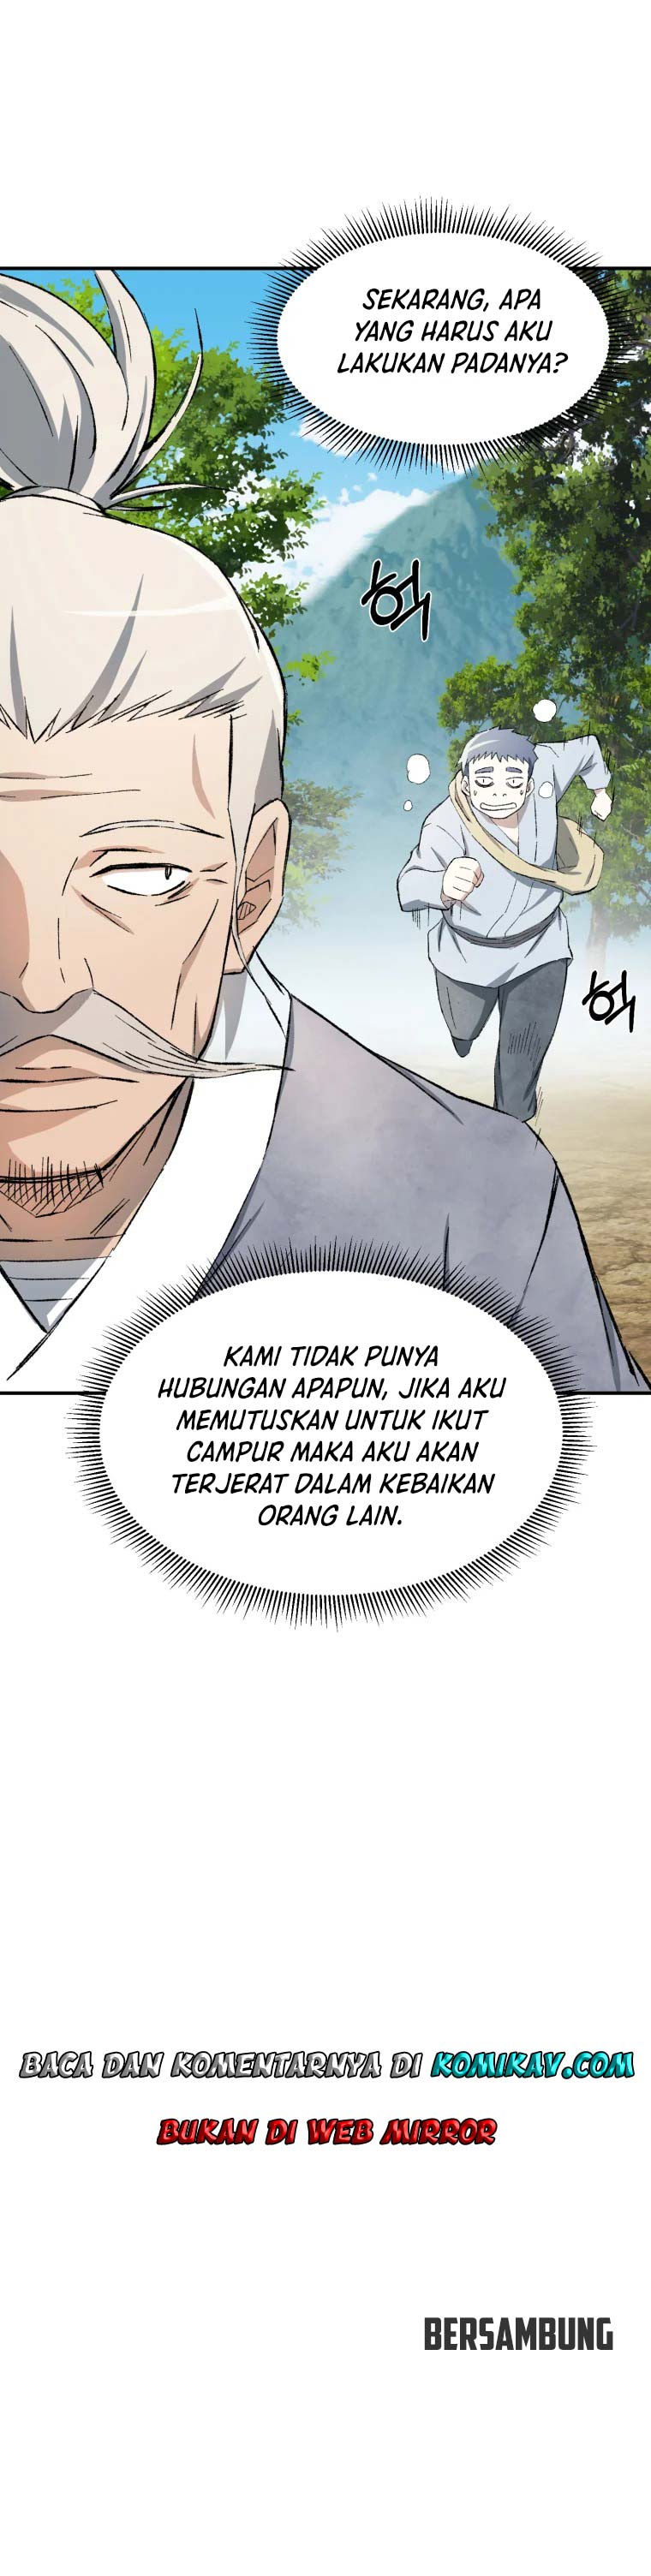 SEKARANG, APA
YANG HARUS AKU
LAKUKAN PADANYA?
헉
헉
KAMI TIDAK PUNYA
HUBUNGAN APAPUN, JIKA AKU
MEMUTUSKAN UNTUK IKUT
CAMPUR MAKA AKU AKAN
TERJERAT DALAM KEBAIKAN
ORANG LAIN.
BACA DAN KOMENTARNYA DI KOMIKAV.COM
BUKAN DI WEB MIRROR
BERSAMBUNG